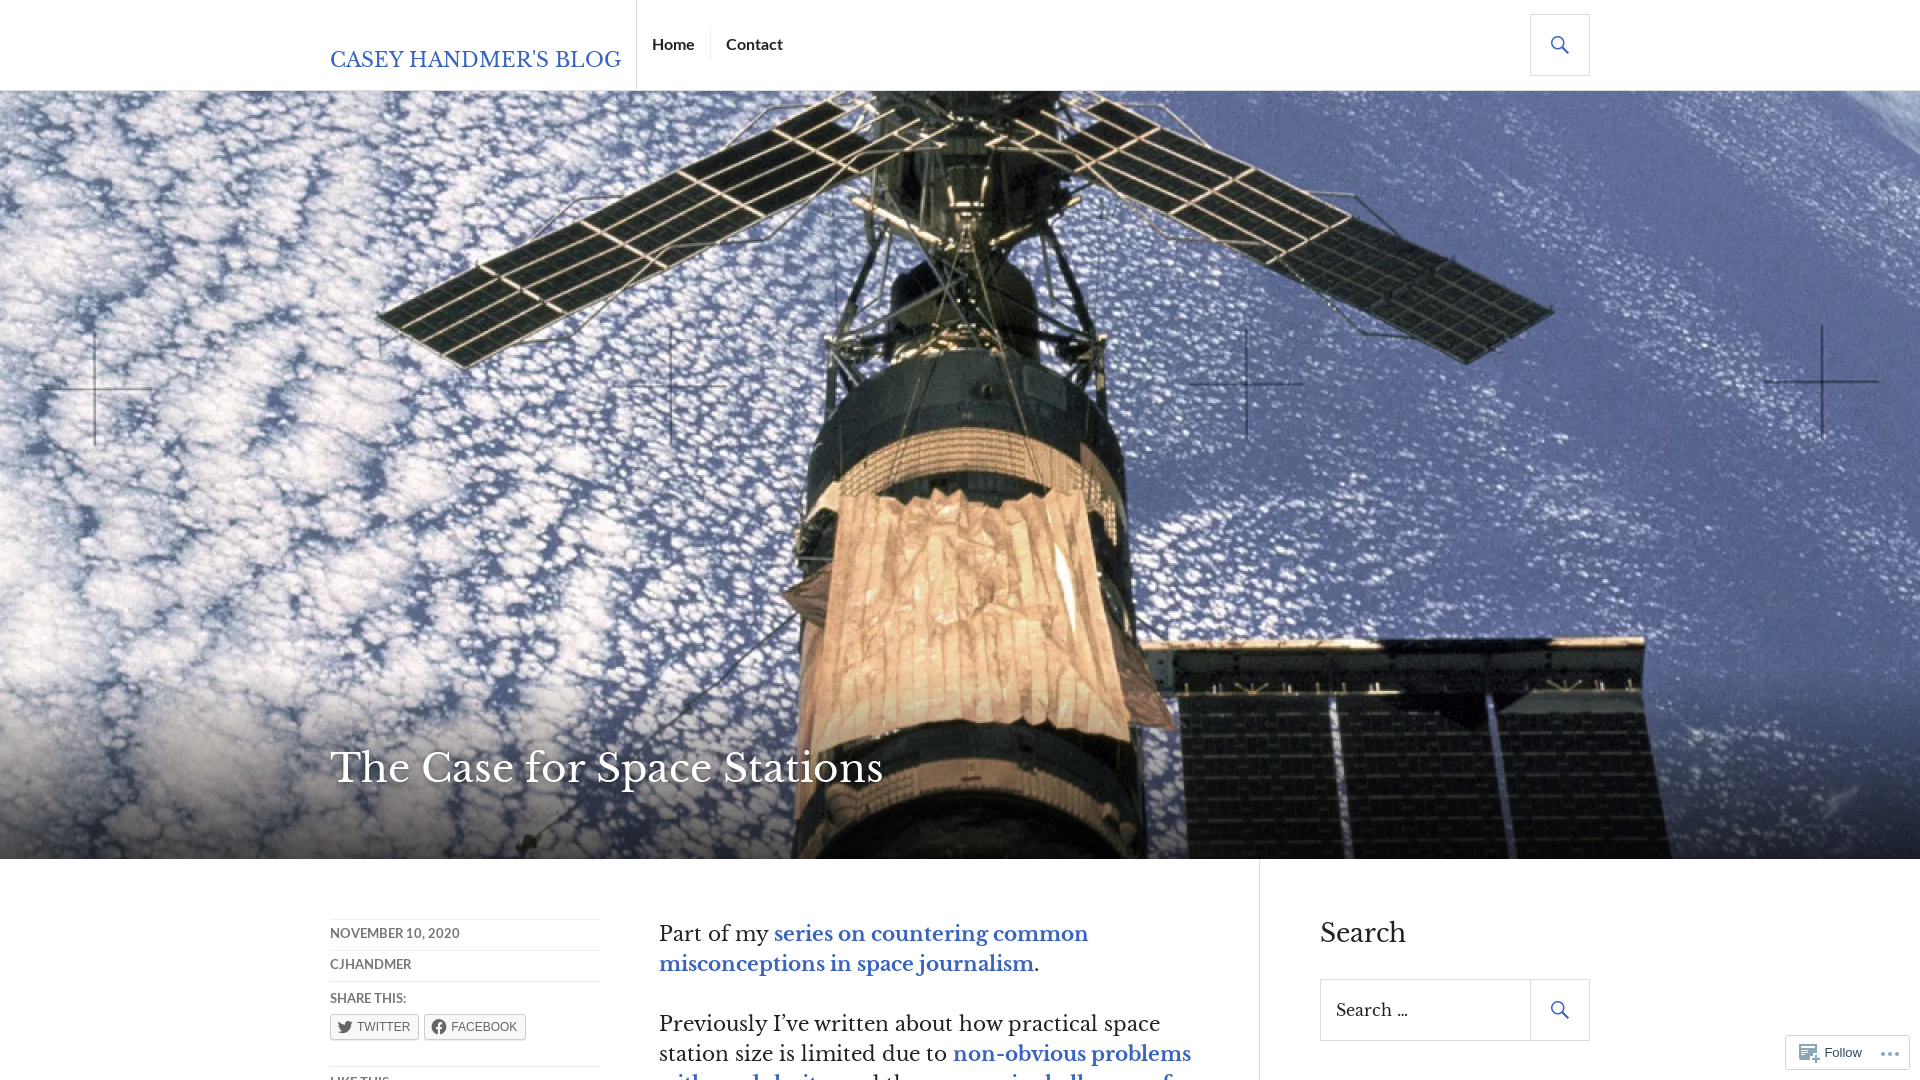 CASEY HANDMER'S BLOG
Home
Contact
The Case for Space Stations
NOVEMBER 10, 2020
CJHANDMER
SHARE THIS:
TWITTER
FACEBOOK
Part of my series on countering common
misconceptions in space journalism.
Previously I’ve written about how practical space
station size is limited due to non-obvious problems
Search
Search …
Follow